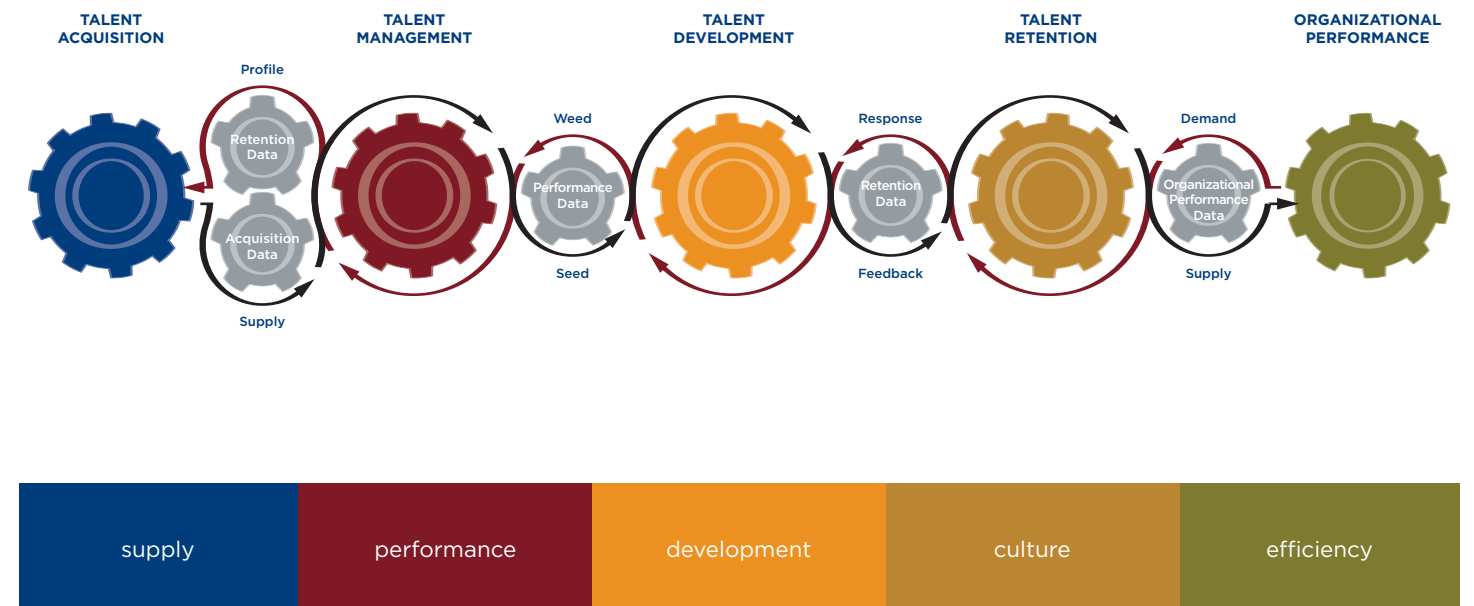 TALENT
ACQUISITION
TALENT
MANAGEMENT
TALENT
DEVELOPMENT
TALENT
RETENTION
ORGANIZATIONAL
PERFORMANCE
Profile
Retention
Data
Acquisition
Data
Supply
Weed
Performance
Data
Seed
Response
Retention
Data
Feedback
Demand
Organizational
Performance
Data
Supply
supply
performance
development
culture
efficiency